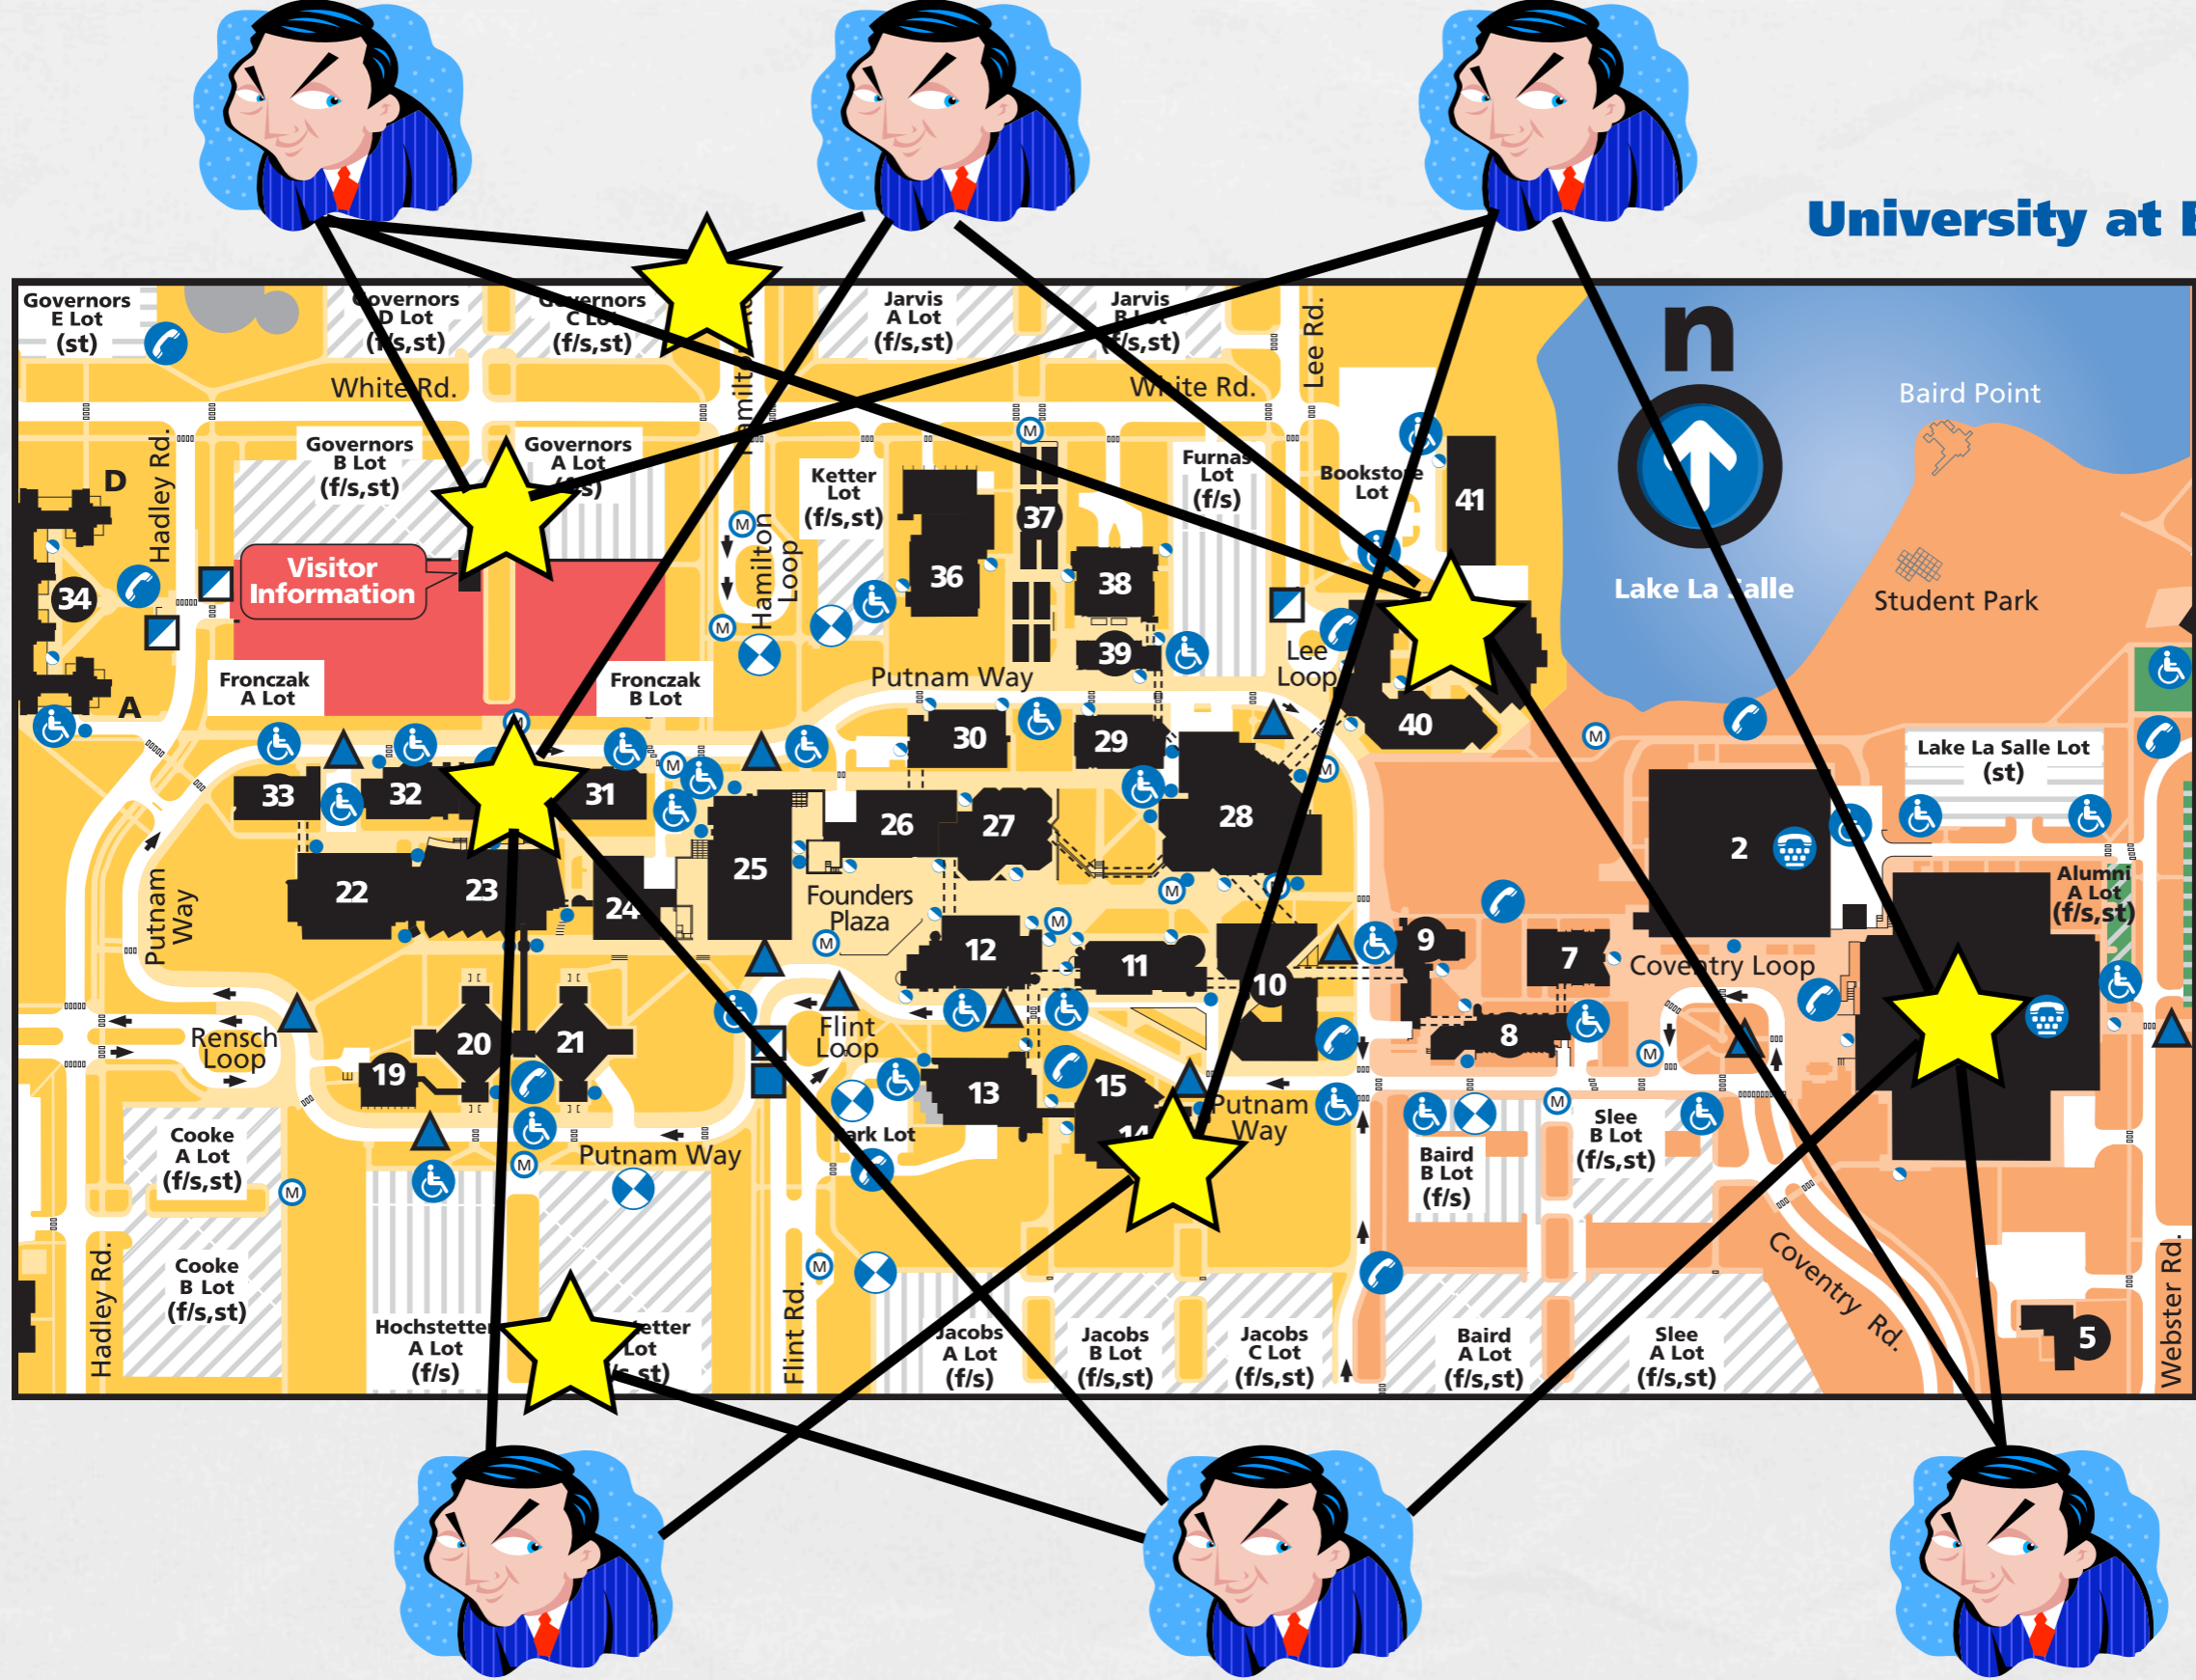 University at
Governors
E Lot
(st)
Governors
D Lot
(f/s,st)
Governors
C Lot
(f/s,st)
Jarvis
A Lot
(f/s,st)
Jarvis
B Lot
(f/s,st)
Lee Rd.
n
White Rd.
White Rd.
Baird Point
Governors
B Lot
(f/s,st)
Governors
A Lot
D
Hadley Rd.
Ketter
Lot
(f/s,st)
M
Furnas
Lot
(f/s)
Bookstore
Lot
41
37
M
Hamilton
Loop
Visitor
Information
36
38
34
Lake La Salle
Student Park
M
39
Lee
Loop
Fronczak
A Lot
Fronczak
B Lot
Putnam Way
A
M
30
29
40
M
Lake La Salle Lot
(st)
33
32
31
M
M
26
27
28
2
25
22
23
24
Founders
Plaza
M
M
Alumni
A Lot
(f/s,st)
Putnam
Way
M
M
12
11
10
9
7
Coventry Loop
Rensch
Loop
20
21
19
Flint
Loop
13
15
14
8
M
Putnam
Way
M
Cooke
A Lot
(f/s,st)
M
Putnam Way
M
Park Lot
Baird
B Lot
(f/s)
Slee
B Lot
(f/s,st)
Hadley Rd.
Cooke
B Lot
(f/s,st)
Flint Rd.
M
Coventry Rd.
Webster Rd.
Hochstetter
A Lot
(f/s)
Lot
Jacobs
A Lot
(f/s)
Jacobs
B Lot
(f/s,st)
Jacobs
C Lot
(f/s,st)
Baird
A Lot
(f/s,st)
Slee
A Lot
(f/s,st)
5